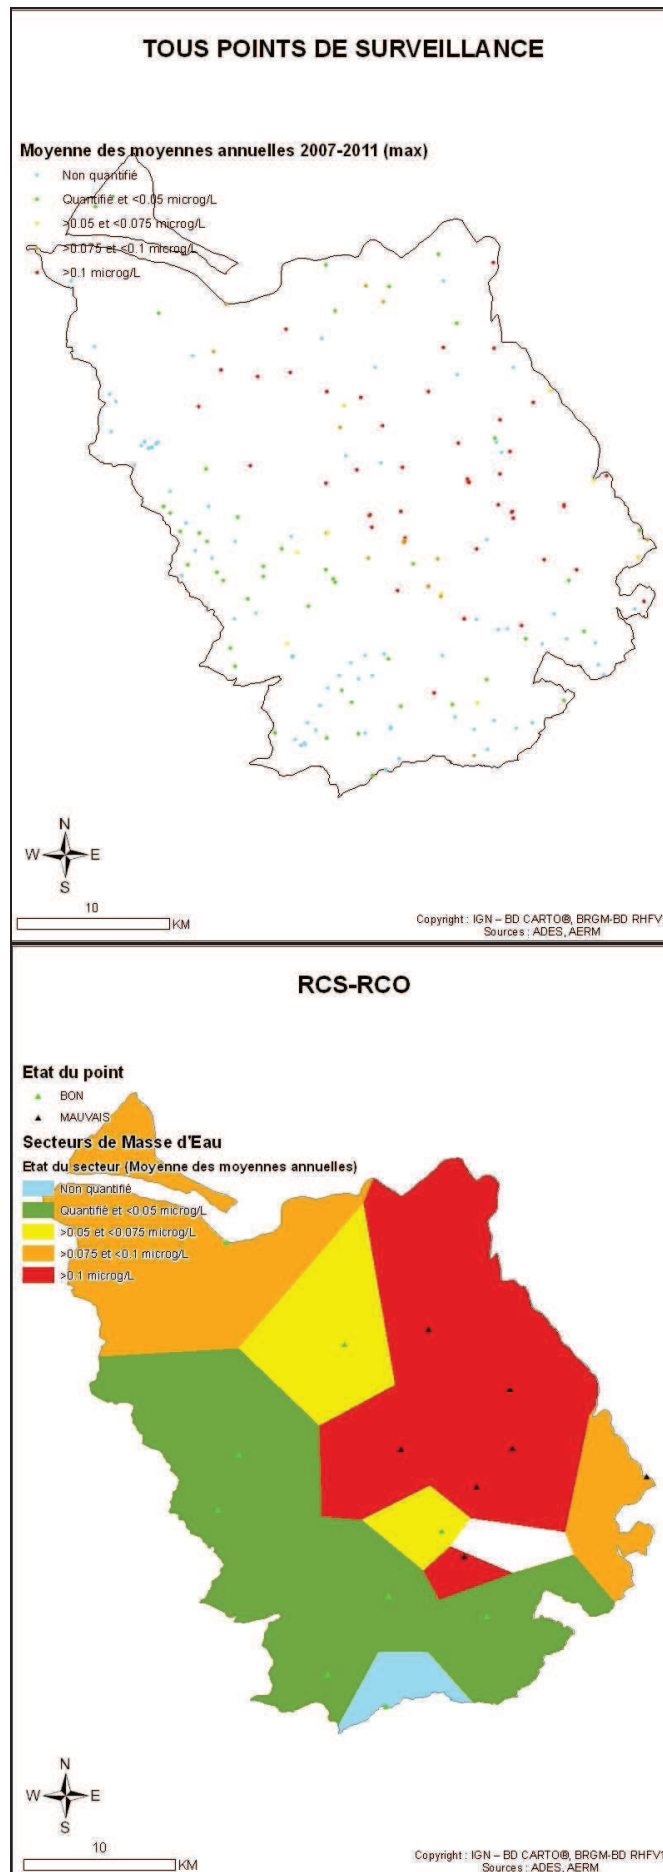 TOUS POINTS DE SURVEILLANCE
Moyenne des moyennes annuelles 2007-2011 (max)
Non quantifié
Quantifié et <0.05 microg/L
>0.05 et <0.075 microg/L
>0.075 et <0.1 microg/L
>0.1 microg/L
N
W E
S
10
KM
Copyright : IGN – BD CARTO®, BRGM-BD RHFV1
Sources : ADES, AERM
RCS-RCO
Etat du point
BON
MAUVAIS
Secteurs de Masse d'Eau
Etat du secteur (Moyenne des moyennes annuelles)
Non quantifié
Quantifié et <0.05 microg/L
>0.05 et <0.075 microg/L
>0.075 et <0.1 microg/L
>0.1 microg/L
N
W E
S
10
KM
Copyright : IGN – BD CARTO®, BRGM-BD RHFV1
Sources : ADES, AERM